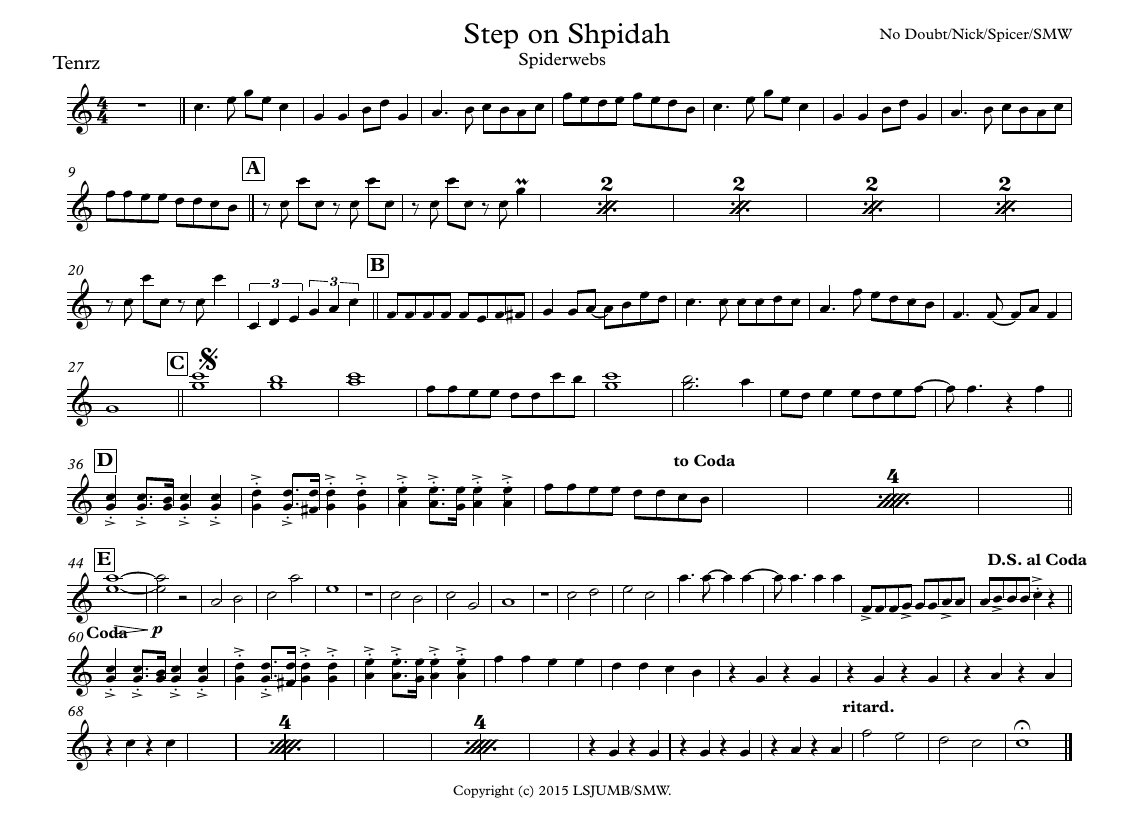 Step on Shpidah
No Doubt/Nick/Spicer/SMW
Spiderwebs
Tenrz
4
4
9
A
2
2
2
2
20
3
3
B
27
C
36
D
to Coda
4
44
E
D.S. al Coda
p
60
Coda
68
4
4
ritard.
Copyright (c) 2015 LSJUMB/SMW.